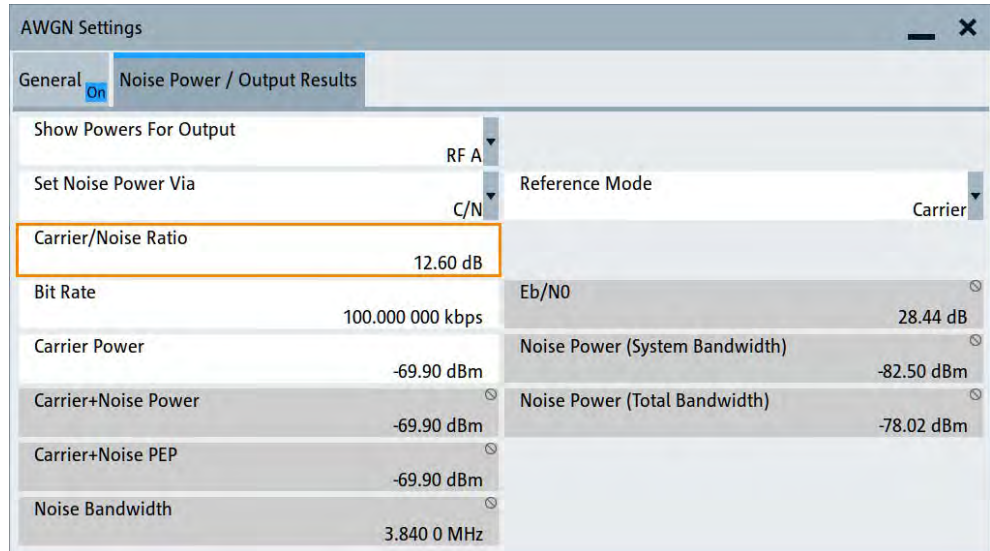 AWGN Settings
General On Noise Power / Output Results
Show Powers For Output
RF A
Set Noise Power Via
C/N
Reference Mode
Carrier
Carrier/Noise Ratio
12.60 dB
Bit Rate
100.000 000 kbps
Eb/N0
28.44 dB
Carrier Power
-69.90 dBm
Noise Power (System Bandwidth)
-82.50 dBm
Carrier+Noise Power
-69.90 dBm
Noise Power (Total Bandwidth)
-78.02 dBm
Carrier+Noise PEP
-69.90 dBm
Noise Bandwidth
3.840 0 MHz